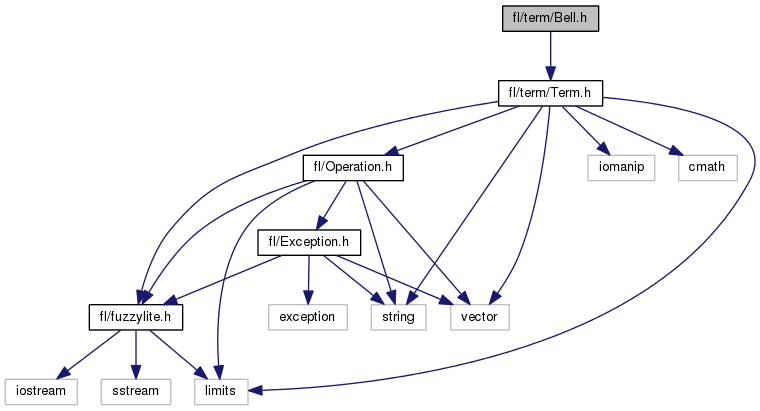 fl/term/Bell.h
fl/term/Term.h
fl/Operation.h
iomanip
cmath
fl/Exception.h
fl/fuzzylite.h
exception
string
vector
iostream
sstream
limits